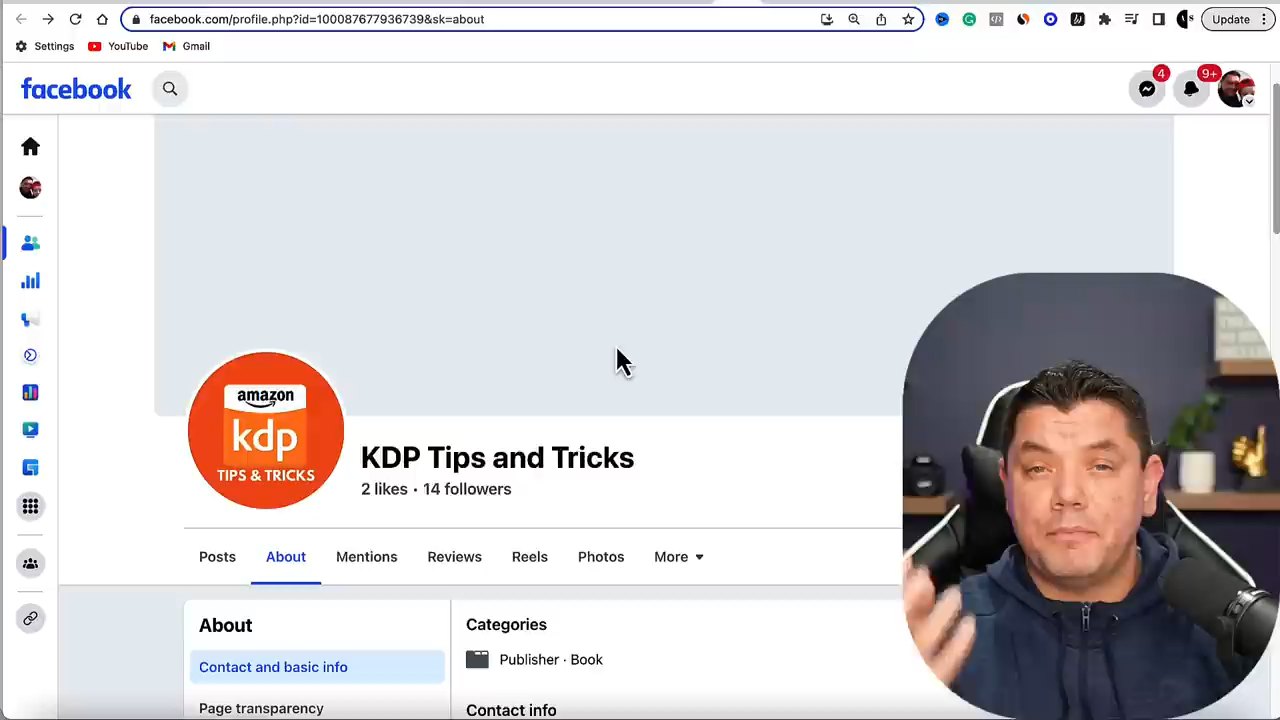 facebook.com/profile.php?id=100087677936739&sk=about
Update
Settings
YouTube
Gmail
facebook
4
9+
amazon
kdp
TIPS & TRICKS
KDP Tips and Tricks
2 likes · 14 followers
Posts
About
Mentions
Reviews
Reels
Photos
More
About
Contact and basic info
Page transparency
Categories
Publisher · Book
Contact info